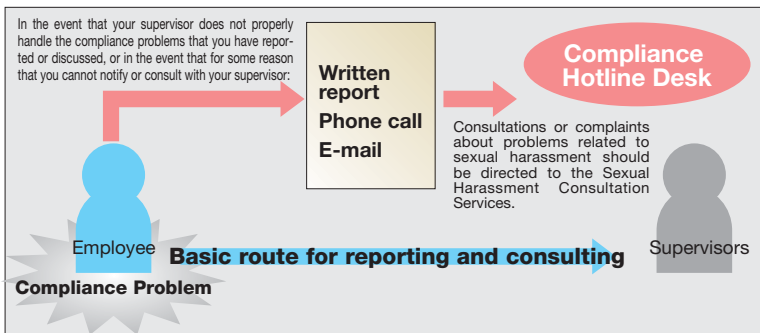 In the event that your supervisor does not properly
handle the compliance problems that you have repor-
ted or discussed, or in the event that for some reason
that you cannot notify or consult with your supervisor:
Written
report
Phone call
E-mail
Compliance
Hotline Desk
Consultations or complaints
about problems related to
sexual harassment should
be directed to the Sexual
Harassment Consultation
Services.
Employee
Basic route for reporting and consulting
Supervisors
Compliance Problem